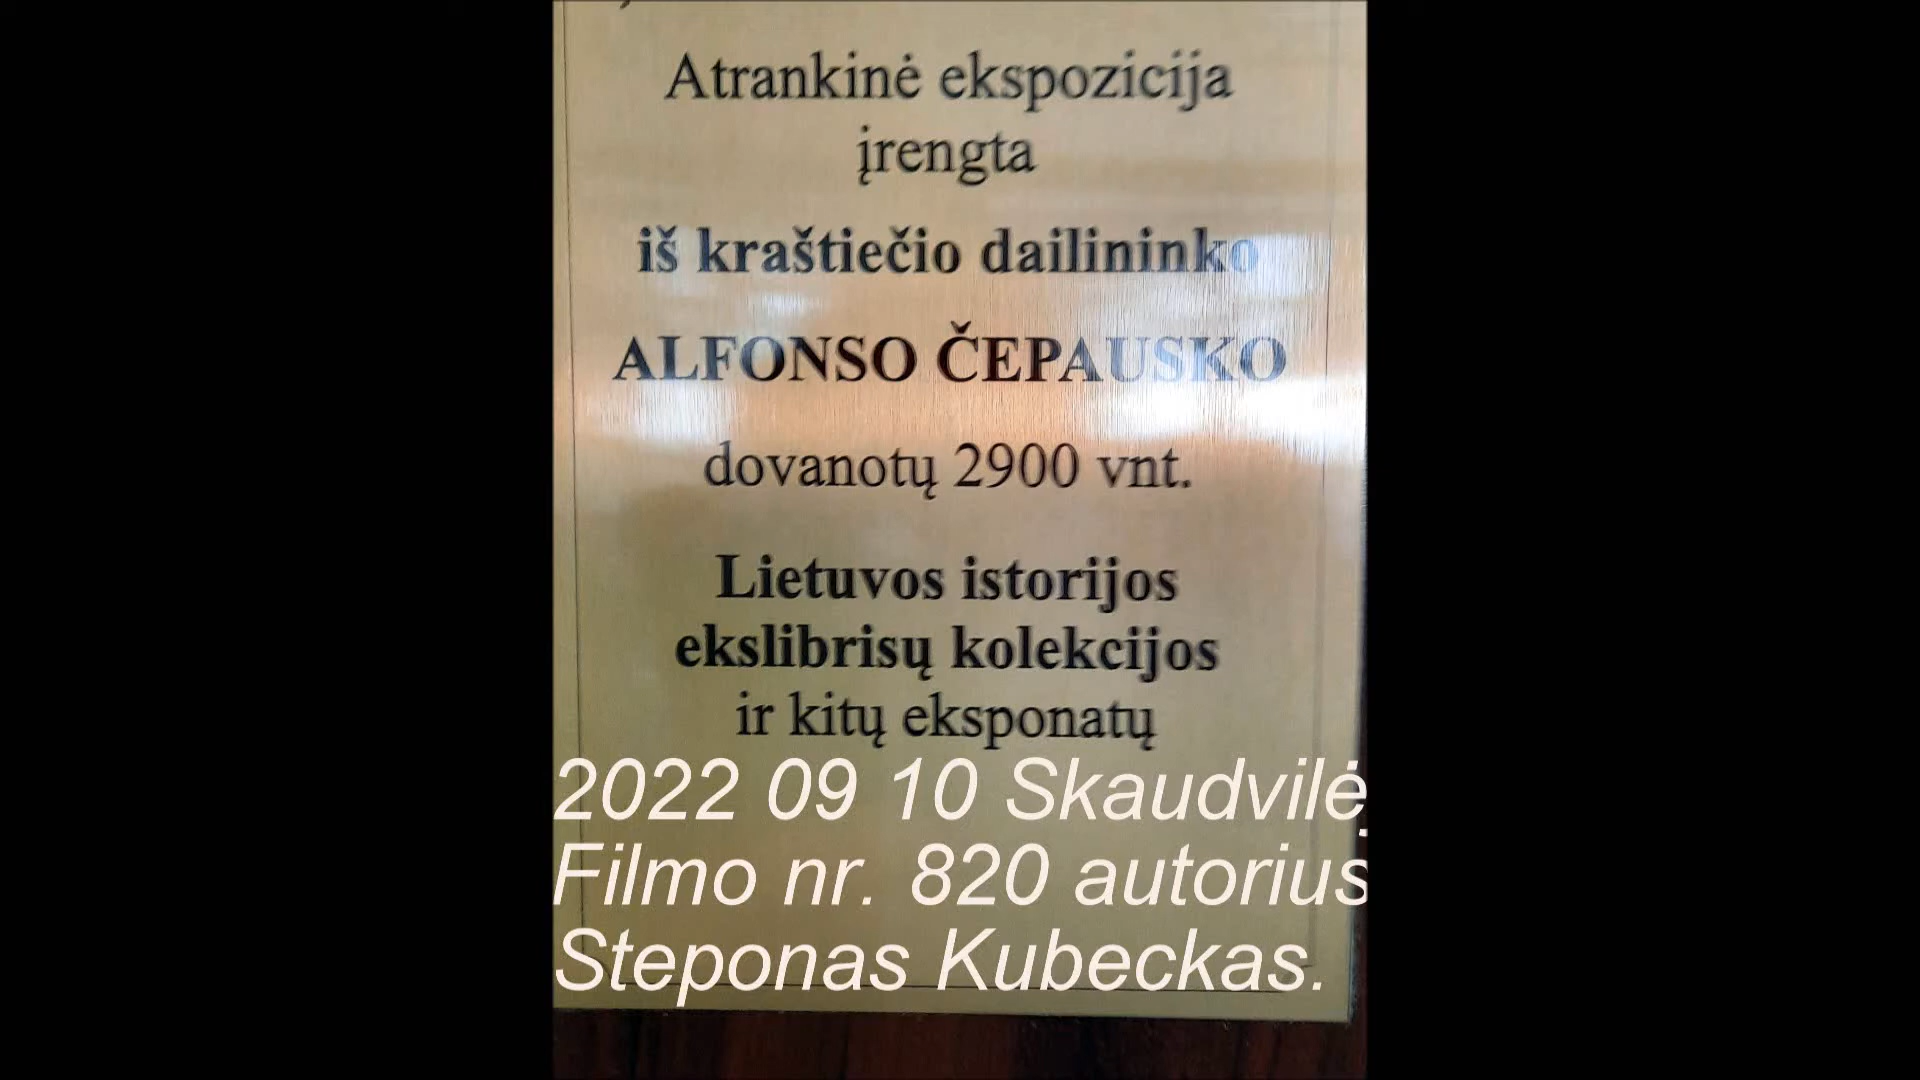 Atrankinė ekspozicija
įrengta
iš kraštiečio dailininko
ALFONSO ČEPAUSKO
dovanotų 2900 vnt.
Lietuvos istorijos
ekslibrisų kolekcijos
ir kitų eksponatų
2022 09 10 Skaudvilė,
Filmo nr. 820 autorius
Steponas Kubeckas.